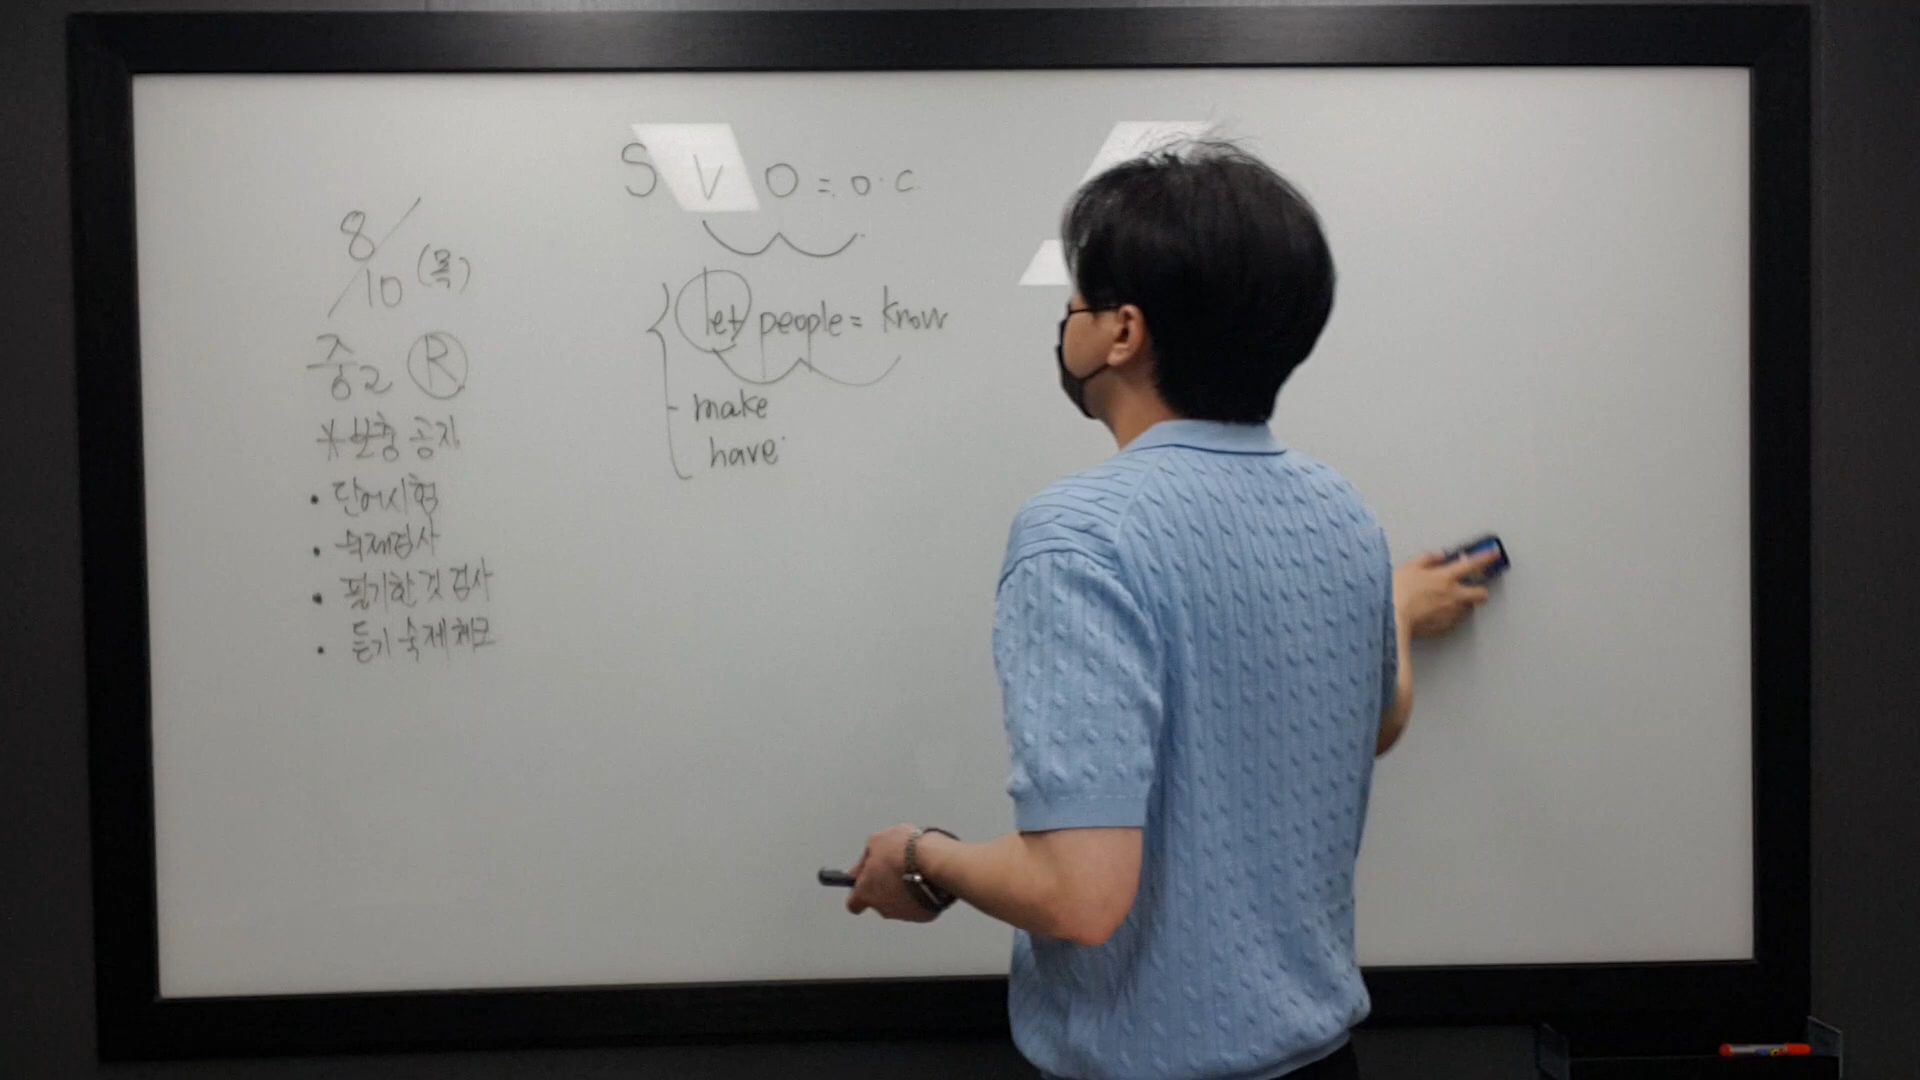 8/10 (목)
중2 Ⓡ
* 보충 공지
• 단어시험
• 숙제검사
• 필기한 것 검사
• 듣기 숙제 체크
S V O = O.C.
let people = know
make
have